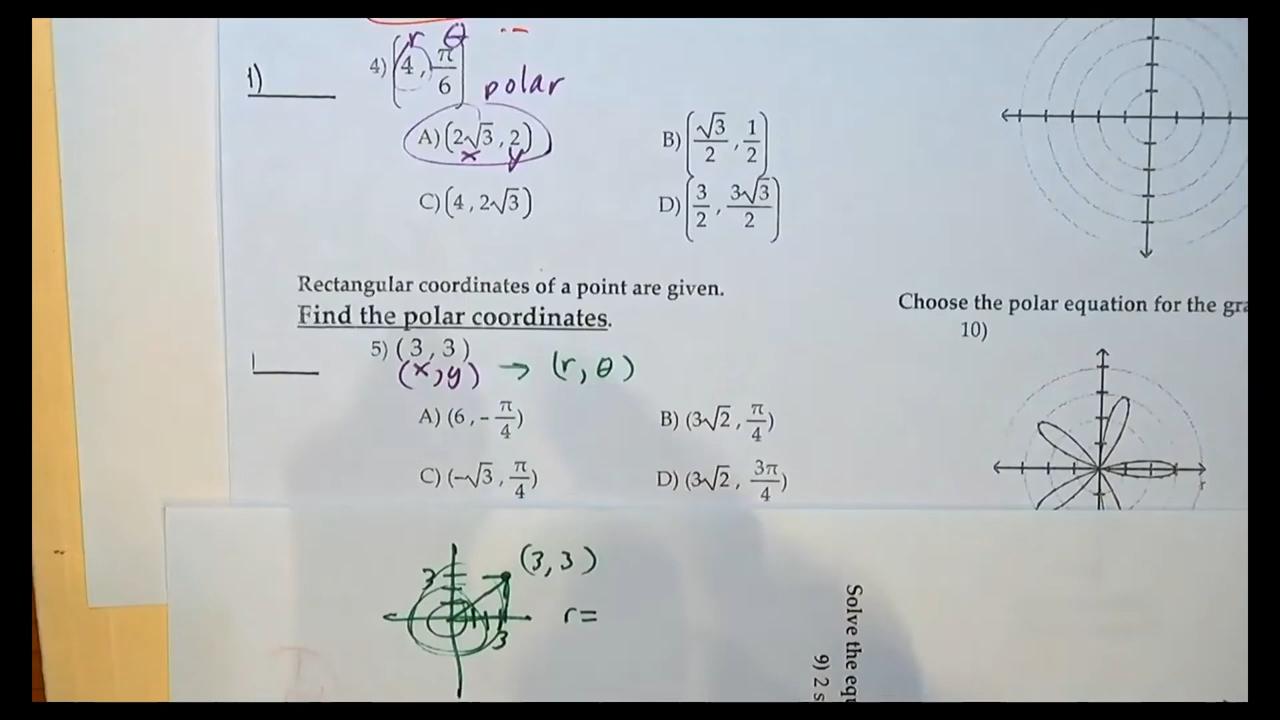 1)
r θ
4) (4, π/6) polar
A) (2√3, 2) B) (√3/2, 1/2)
x y
C) (4, 2√3) D) (3/2, 3√3/2)
Rectangular coordinates of a point are given.
Find the polar coordinates.
5) (3, 3)
(x, y) → (r, θ)
A) (6, -π/4) B) (3√2, π/4)
C) (-√3, π/4) D) (3√2, 3π/4)
3 (3, 3)
r=
3
Choose the polar equation for the gra
10)
r
Solve the equ
9) 2 s